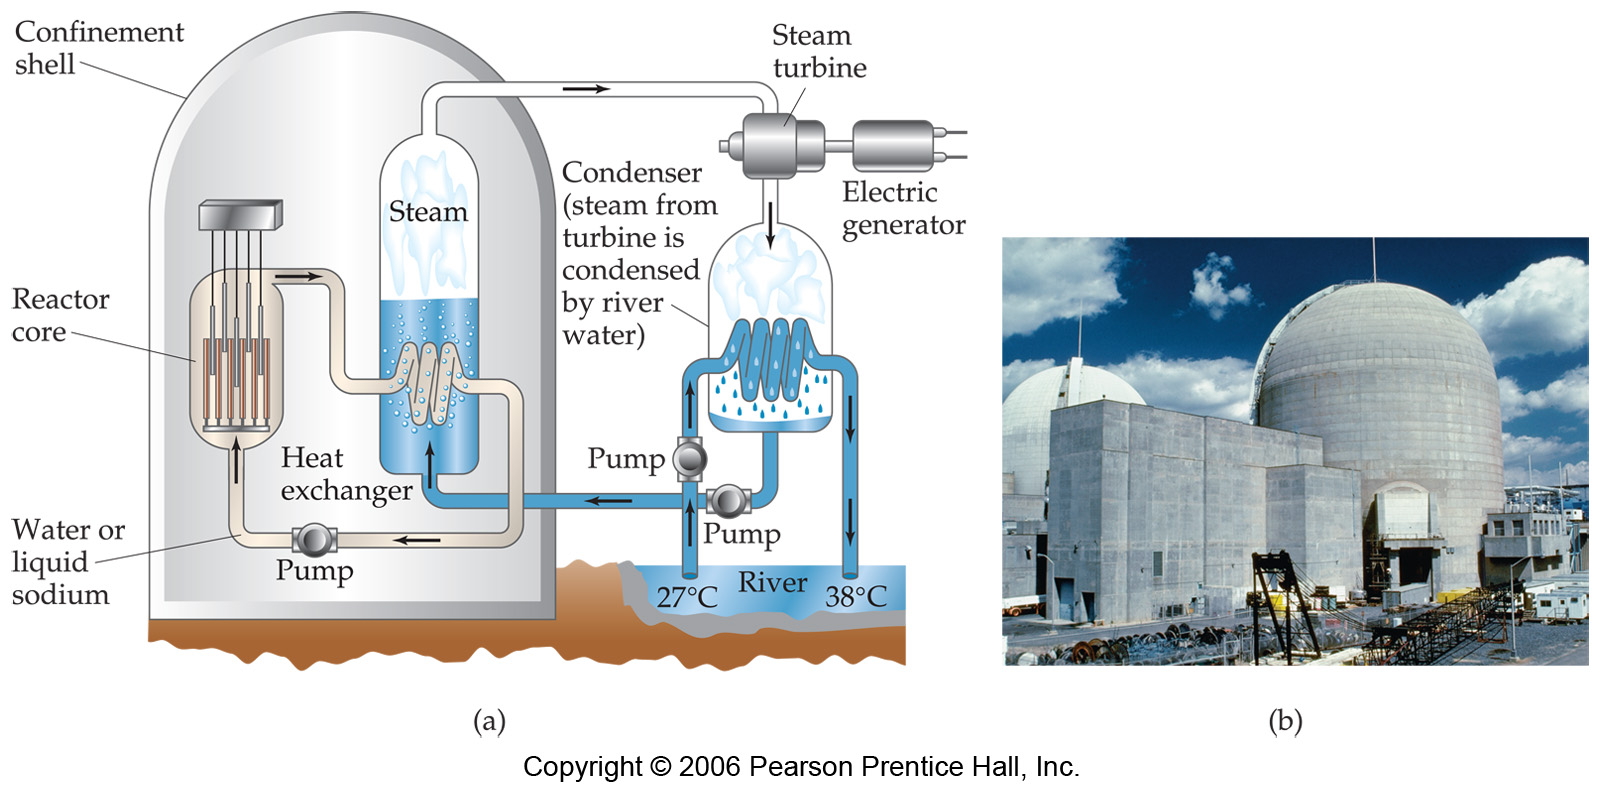 Confinement
shell
Steam
turbine
Condenser
(steam from
turbine is
condensed
by river
water)
Electric
generator
Steam
Reactor
core
Heat
exchanger
Pump
Pump
Water or
liquid
sodium
Pump
River
27°C
38°C
(a)
(b)
Copyright © 2006 Pearson Prentice Hall, Inc.